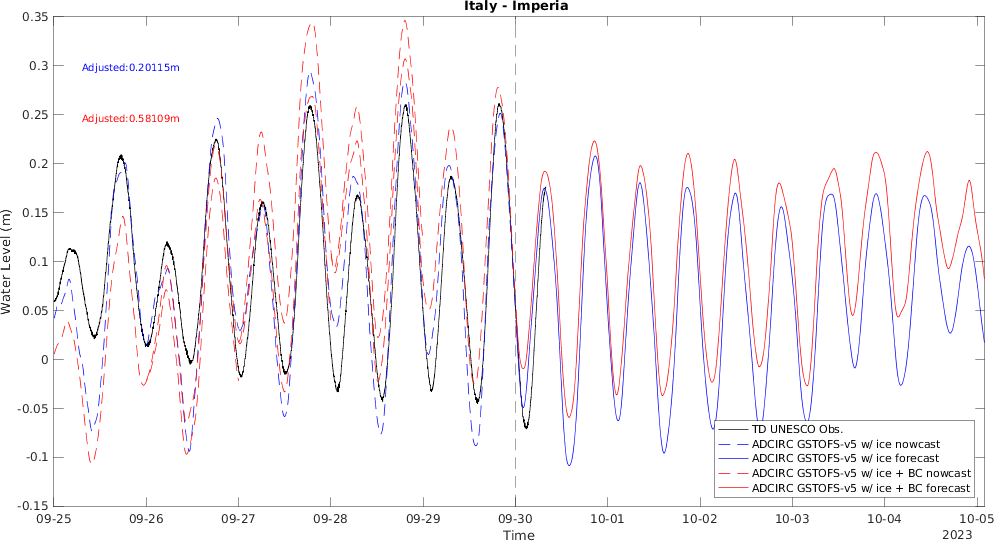 Italy - Imperia
0.35
0.3
0.25
0.2
0.15
0.1
0.05
0
-0.05
-0.1
-0.15
Water Level (m)
Adjusted:0.20115m
Adjusted:0.58109m
TD UNESCO Obs.
ADCIRC GSTOFS-v5 w/ ice nowcast
ADCIRC GSTOFS-v5 w/ ice forecast
ADCIRC GSTOFS-v5 w/ ice + BC nowcast
ADCIRC GSTOFS-v5 w/ ice + BC forecast
09-25 09-26 09-27 09-28 09-29 09-30 10-01 10-02 10-03 10-04 10-05
Time
2023